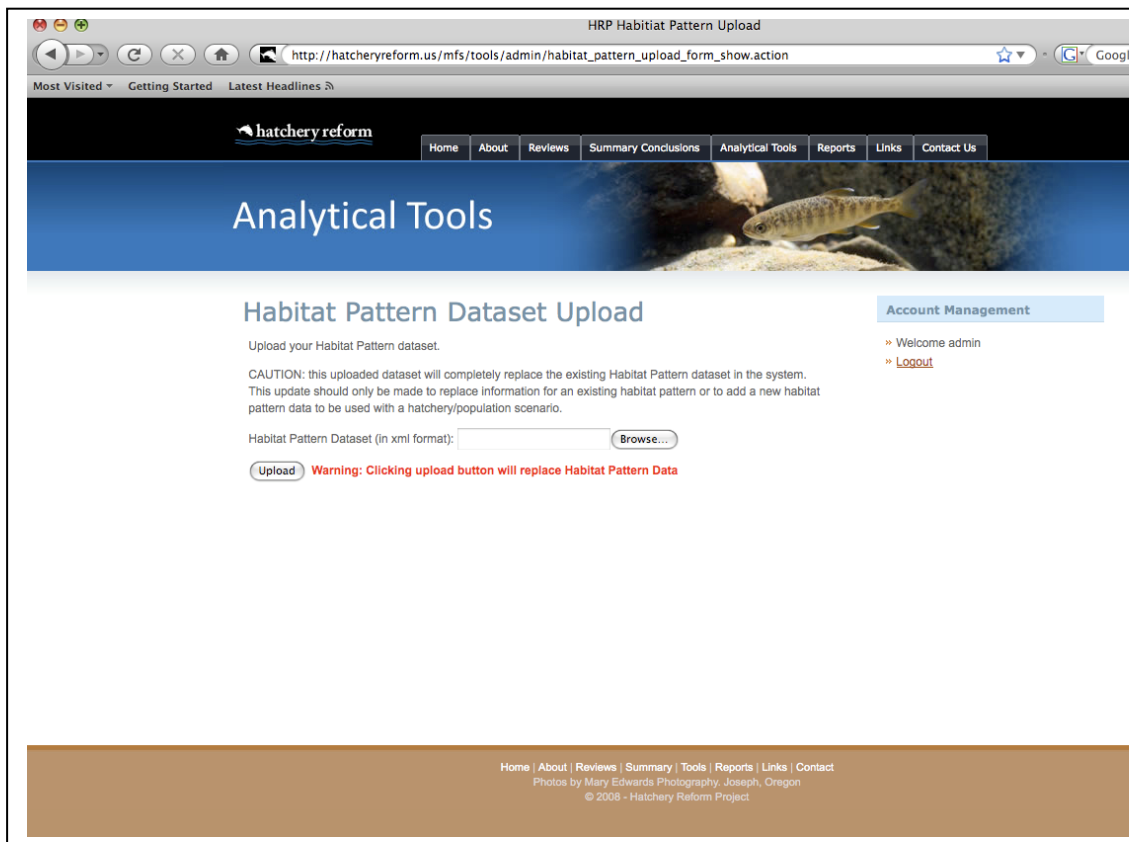 HRP Habitiat Pattern Upload
http://hatcheryreform.us/mfs/tools/admin/habitat_pattern_upload_form_show.action
G
Googl
Most Visited Getting Started Latest Headlines
hatchery reform
Home About Reviews Summary Conclusions Analytical Tools Reports Links Contact Us
Analytical Tools
Habitat Pattern Dataset Upload
Upload your Habitat Pattern dataset.
CAUTION: this uploaded dataset will completely replace the existing Habitat Pattern dataset in the system.
This update should only be made to replace information for an existing habitat pattern or to add a new habitat
pattern data to be used with a hatchery/population scenario.
Habitat Pattern Dataset (in xml format): Browse...
Upload Warning: Clicking upload button will replace Habitat Pattern Data
Account Management
» Welcome admin
» Logout
Home | About | Reviews | Summary | Tools | Reports | Links | Contact
Photos by Mary Edwards Photography. Joseph, Oregon
© 2008 - Hatchery Reform Project